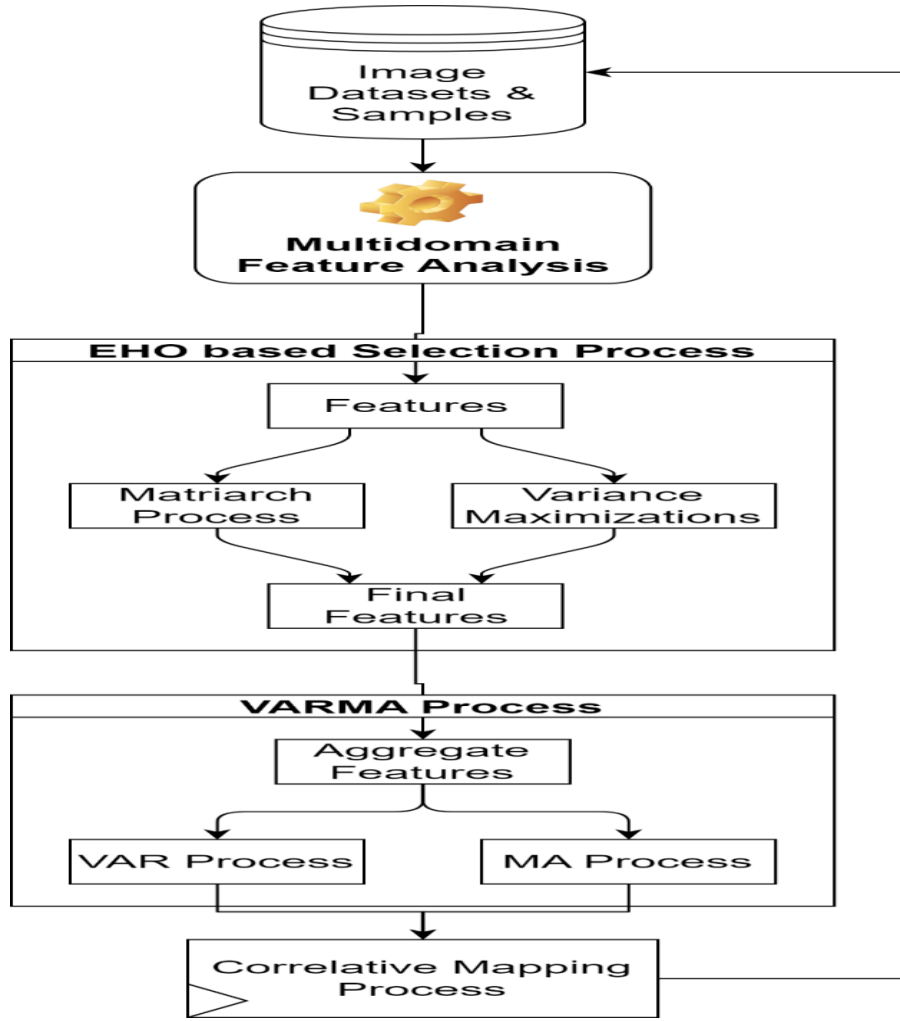 Image
Datasets &
Samples
Multidomain
Feature Analysis
EHO based Selection Process
Features
Matriarch
Process
Variance
Maximizations
Final
Features
VARMA Process
Aggregate
Features
VAR Process
MA Process
Correlative Mapping
Process